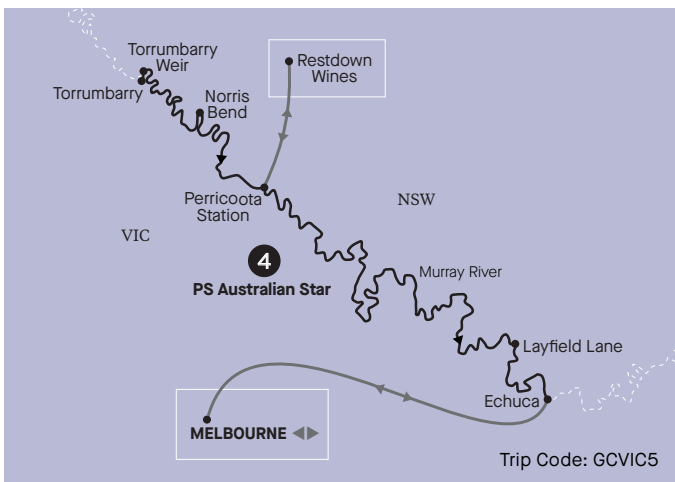 Torrumbarry
Weir
Torrumbarry
Norris
Bend
Restdown
Wines
Perricoota
Station
NSW
VIC
4
PS Australian Star
Murray River
Layfield Lane
Echuca
MELBOURNE
Trip Code: GCVIC5